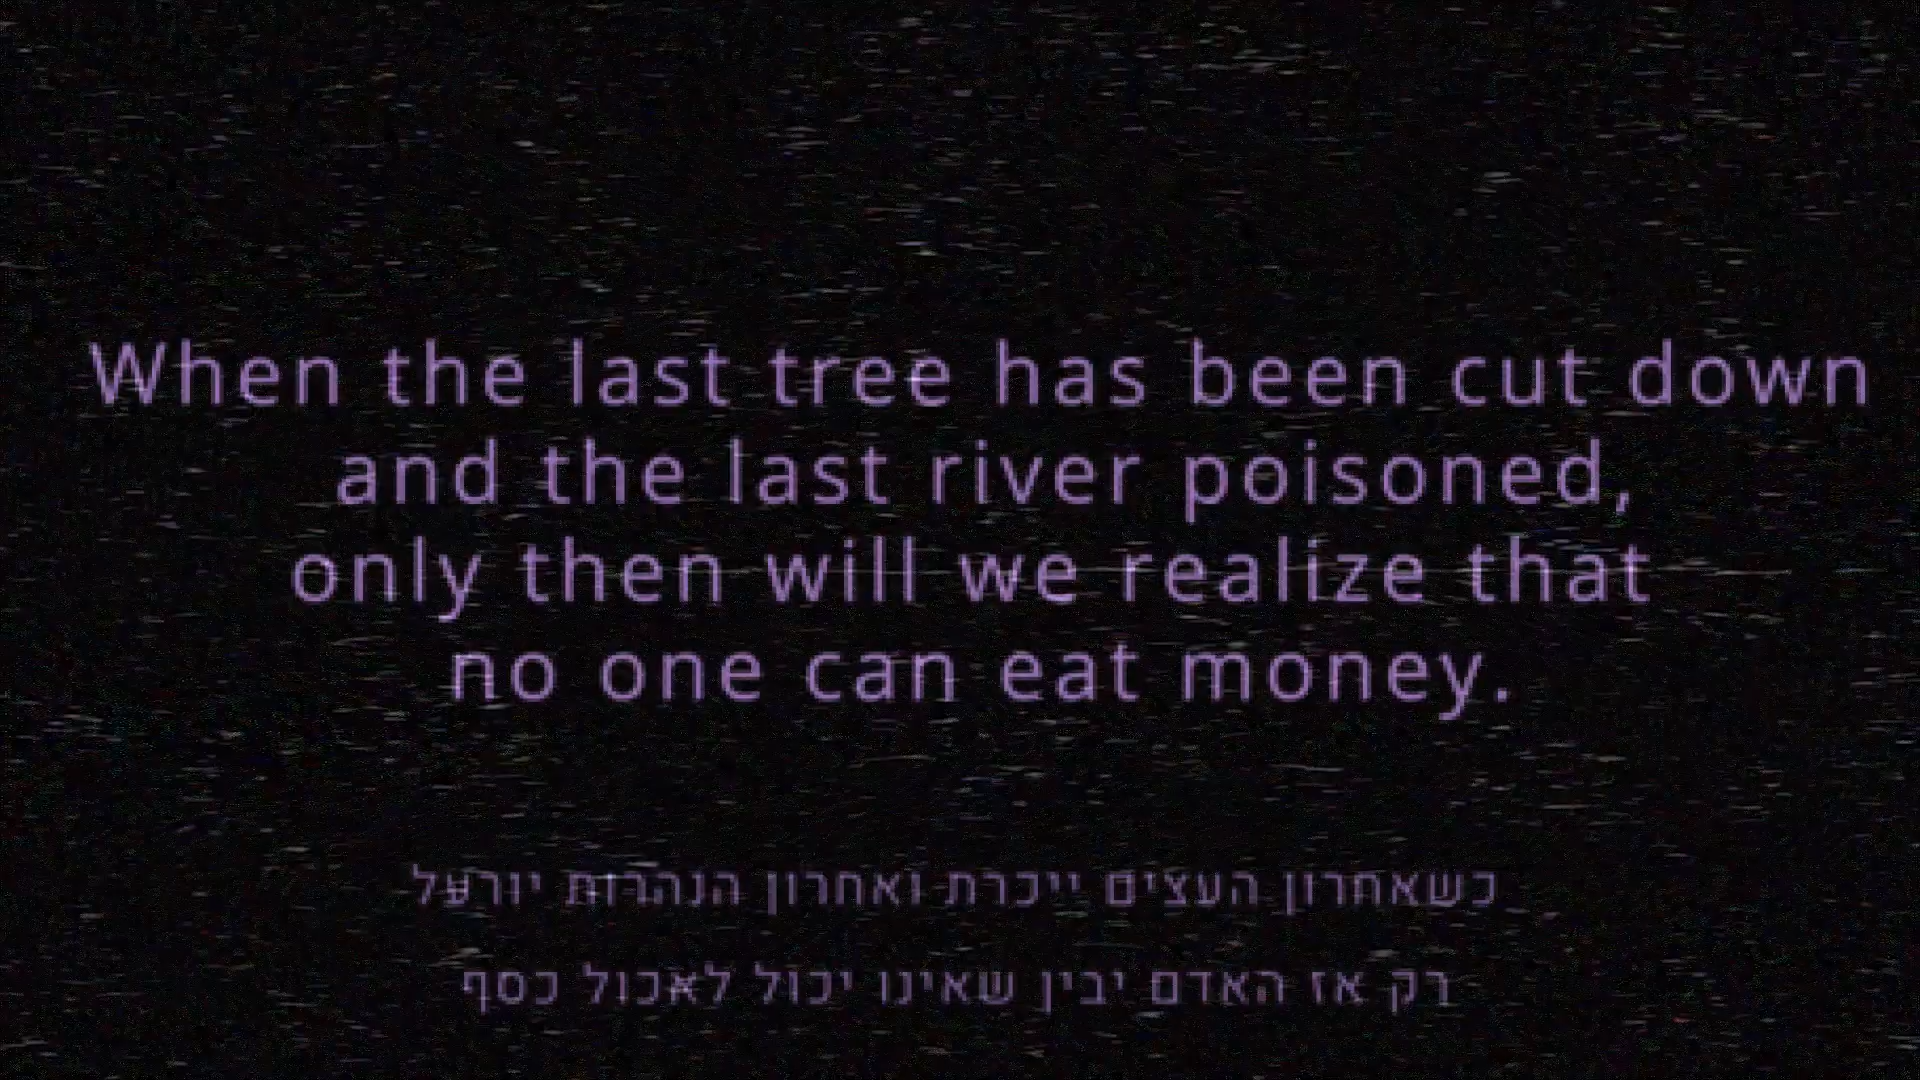 When the last tree has been cut down
and the last river poisoned,
only then will we realize that
no one can eat money.
כשאחרון העצים ייכרת ואחרון הנהרות יורעל
רק אז האדם יבין שאינו יכול לאכול כסף